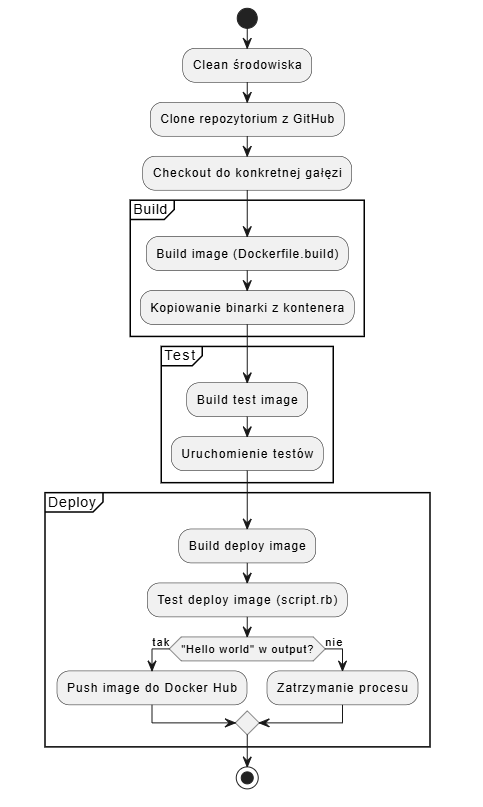 Clean środowiska
Clone repozytorium z GitHub
Checkout do konkretnej gałęzi
Build
Build image (Dockerfile.build)
Kopiowanie binarki z kontenera
Test
Build test image
Uruchomienie testów
Deploy
Build deploy image
Test deploy image (script.rb)
tak
"Hello world" w output?
nie
Push image do Docker Hub
Zatrzymanie procesu